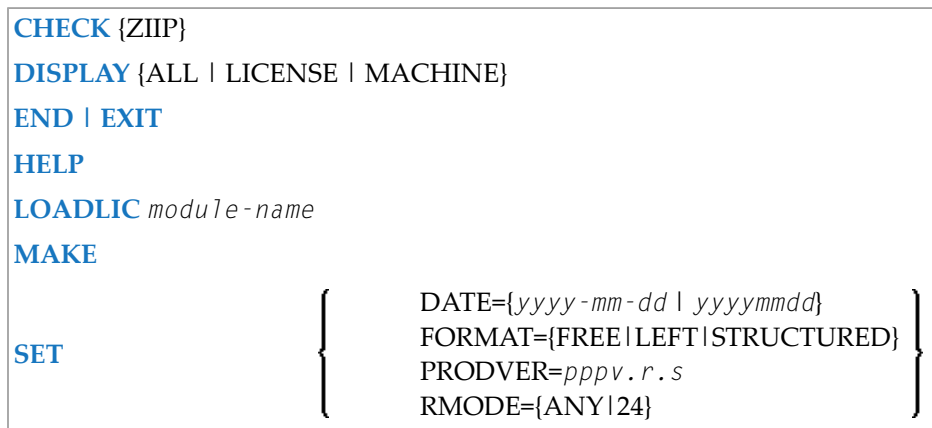 CHECK {ZIIP}
DISPLAY {ALL | LICENSE | MACHINE}
END | EXIT
HELP
LOADLIC module-name
MAKE
SET
DATE={yyyy-mm-dd | yyyymmdd}
FORMAT={FREE|LEFT|STRUCTURED}
PRODVER=pppv.r.s
RMODE={ANY|24}